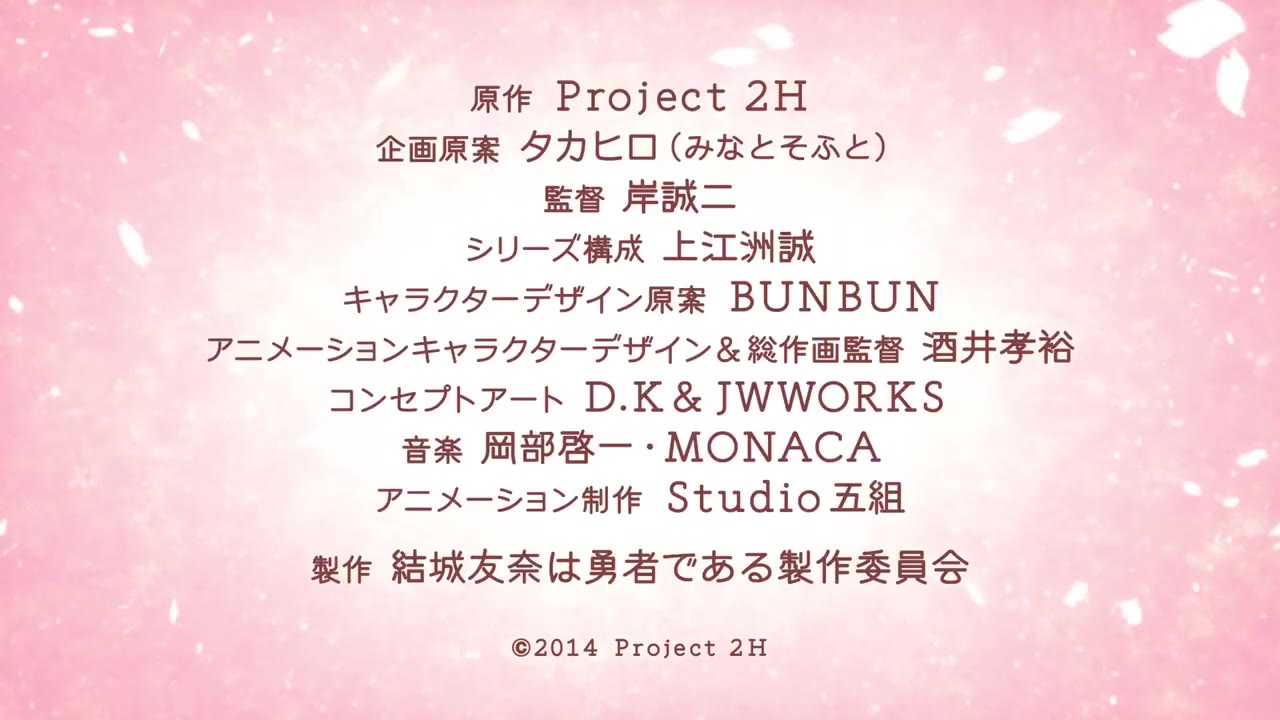 原作 Project 2H
企画原案 タカヒロ(みなとそふと)
監督 岸誠二
シリーズ構成 上江洲誠
キャラクターデザイン原案 BUNBUN
アニメーションキャラクターデザイン&総作画監督 酒井孝裕
コンセプトアート D.K & JWWORKS
音楽 岡部啓一・MONACA
アニメーション制作 Studio五組
製作 結城友奈は勇者である製作委員会
©2014 Project 2H